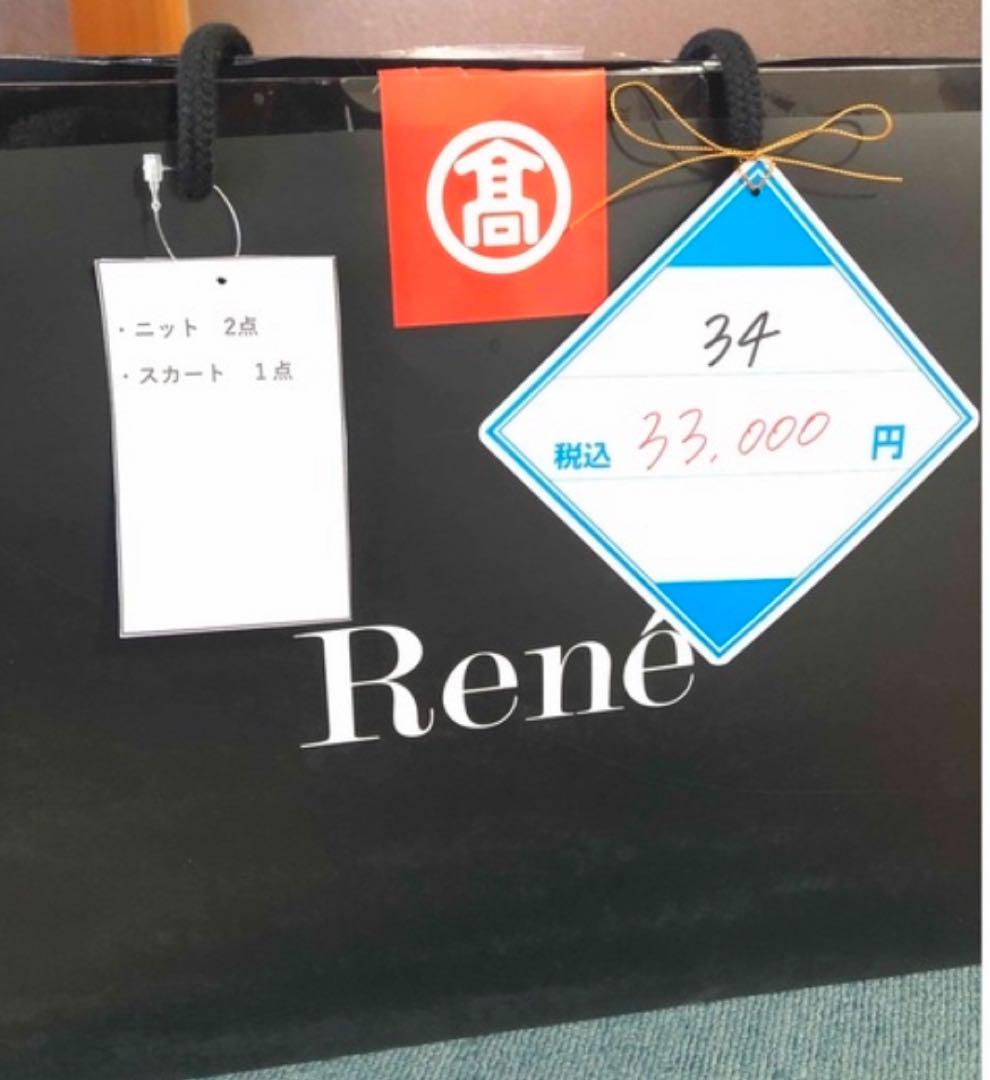 髙
・ニット 2点
・スカート 1点
34
税込 33,000 円
René